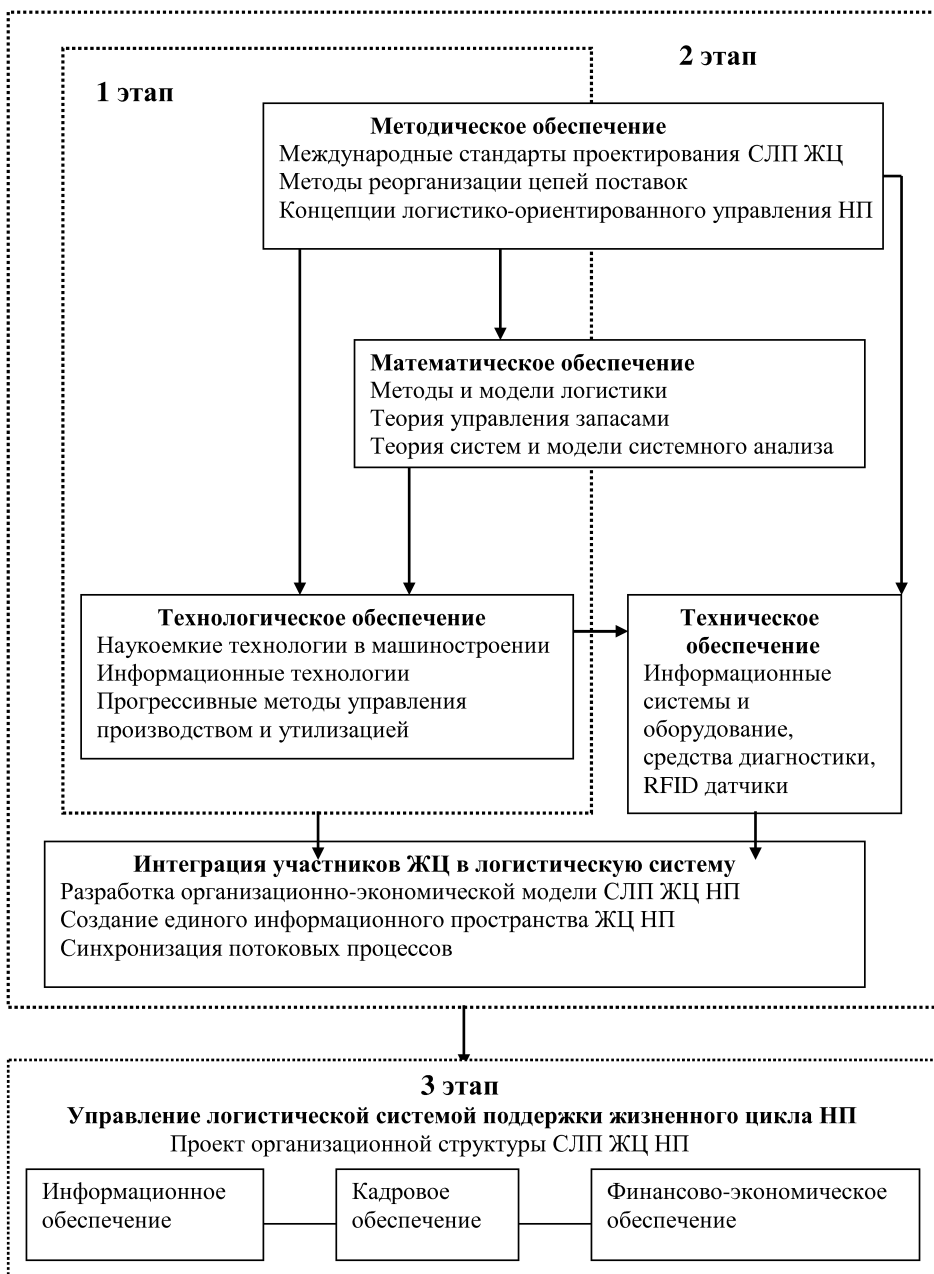 2 этап
1 этап
Методическое обеспечение
Международные стандарты проектирования СЛП ЖЦ
Методы реорганизации цепей поставок
Концепции логистико-ориентированного управления НП
Математическое обеспечение
Методы и модели логистики
Теория управления запасами
Теория систем и модели системного анализа
Технологическое обеспечение
Наукоемкие технологии в машиностроении
Информационные технологии
Прогрессивные методы управления
производством и утилизацией
Техническое
обеспечение
Информационные
системы и
оборудование,
средства диагностики,
RFID датчики
Интеграция участников ЖЦ в логистическую систему
Разработка организационно-экономической модели СЛП ЖЦ НП
Создание единого информационного пространства ЖЦ НП
Синхронизация потоковых процессов
3 этап
Управление логистической системой поддержки жизненного цикла НП
Проект организационной структуры СЛП ЖЦ НП
Информационное
обеспечение
Кадровое
обеспечение
Финансово-экономическое
обеспечение